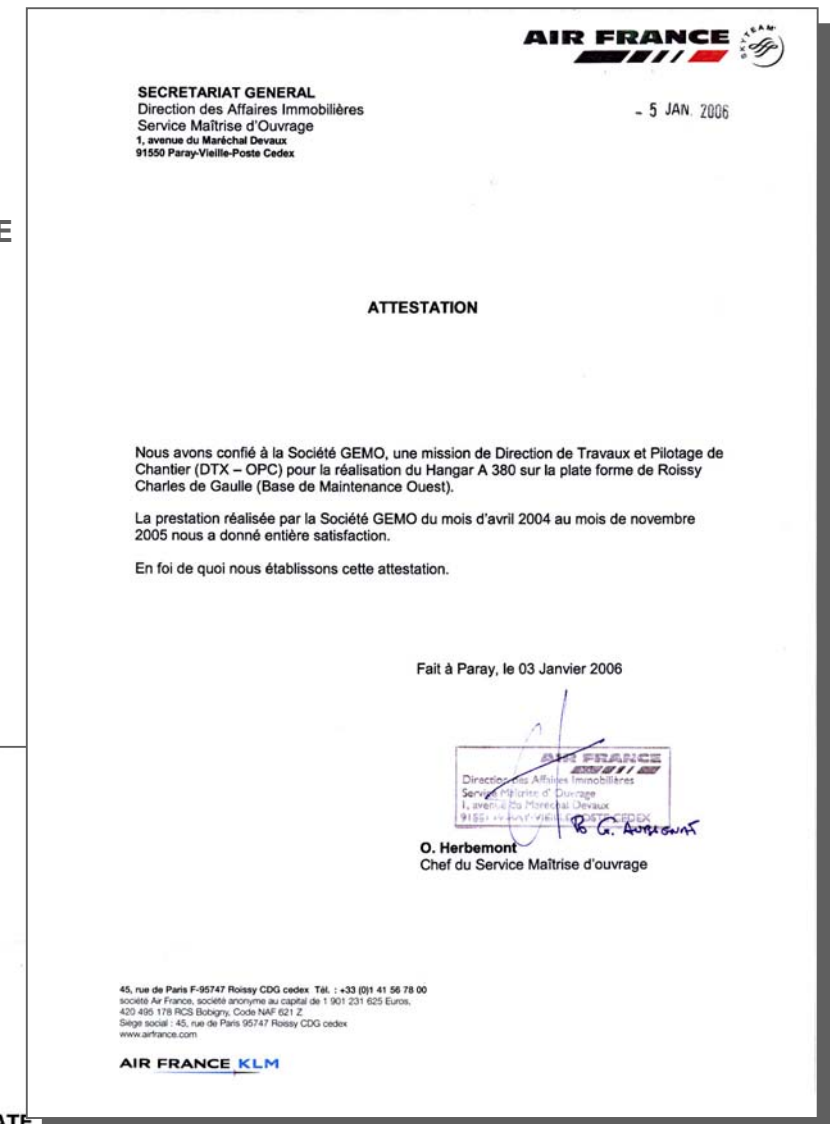 AIR FRANCE
SKYTEAM
SECRETARIAT GENERAL
Direction des Affaires Immobilières
Service Maîtrise d'Ouvrage
1, avenue du Maréchal Devaux
91550 Paray-Vieille-Poste Cedex
- 5 JAN. 2006
E
ATTESTATION
Nous avons confié à la Société GEMO, une mission de Direction de Travaux et Pilotage de
Chantier (DTX – OPC) pour la réalisation du Hangar A 380 sur la plate forme de Roissy
Charles de Gaulle (Base de Maintenance Ouest).
La prestation réalisée par la Société GEMO du mois d'avril 2004 au mois de novembre
2005 nous a donné entière satisfaction.
En foi de quoi nous établissons cette attestation.
Fait à Paray, le 03 Janvier 2006
AIR FRANCE
Direction des Affaires Immobilières
Service Maîtrise d'Ouvrage
1, avenue du Maréchal Devaux
POSTE CEDEX
G.
O. Herbemont
Chef du Service Maîtrise d'ouvrage
45, rue de Paris F-95747 Roissy CDG cedex Tél. : +33 (0)1 41 56 78 00
société Air France, société anonyme au capital de 1 901 231 625 Euros,
420 495 178 RCS Bobigny, Code NAF 621 Z
Siège social : 45, rue de Paris 95747 Roissy CDG cedex
www.airfrance.com
AIR FRANCE KLM
ATE